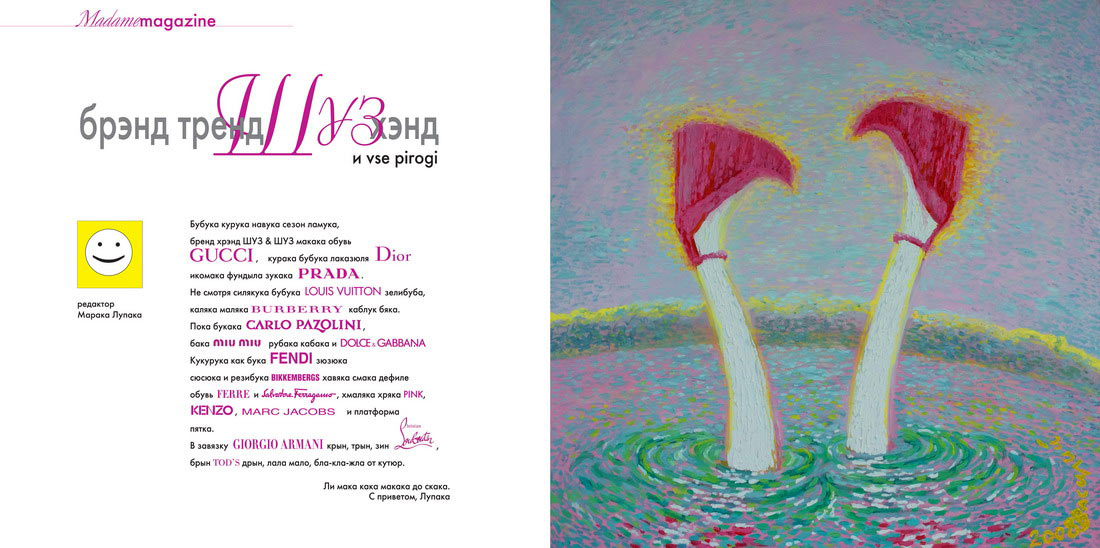 Madamemagazine
брэнд тренд Шуз хэнд
и vse pirogi
редактор
Марака Лупака
Бубука курука навука сезон ламука,
бренд хрэнд ШУЗ & ШУЗ макака обувь
GUCCI, курака бубука лаказюля Dior
икомака фундыла зукака PRADA.
Не смотря силякука бубука LOUIS VUITTON зелибуба,
каляка маляка BURBERRY каблук бяка.
Пока букака CARLO PAZOLINI,
бака miu miu рубака кабака и DOLCE & GABBANA
Кукурука как бука FENDI зюзюка
сюсюка и резибука BIKKEMBERGS хавяка смака дефиле
обувь FERRE и Salvatore Ferragamo, хмаляка хряка PINK,
KENZO, MARC JACOBS и платформа
пятка.
В завязку GIORGIO ARMANI крын, трын, зин Christian Louboutin,
брын TOD'S дрын, лала мало, бла-кла-жла от кутюр.
Ли мака кака макака до скака.
С приветом, Лупака